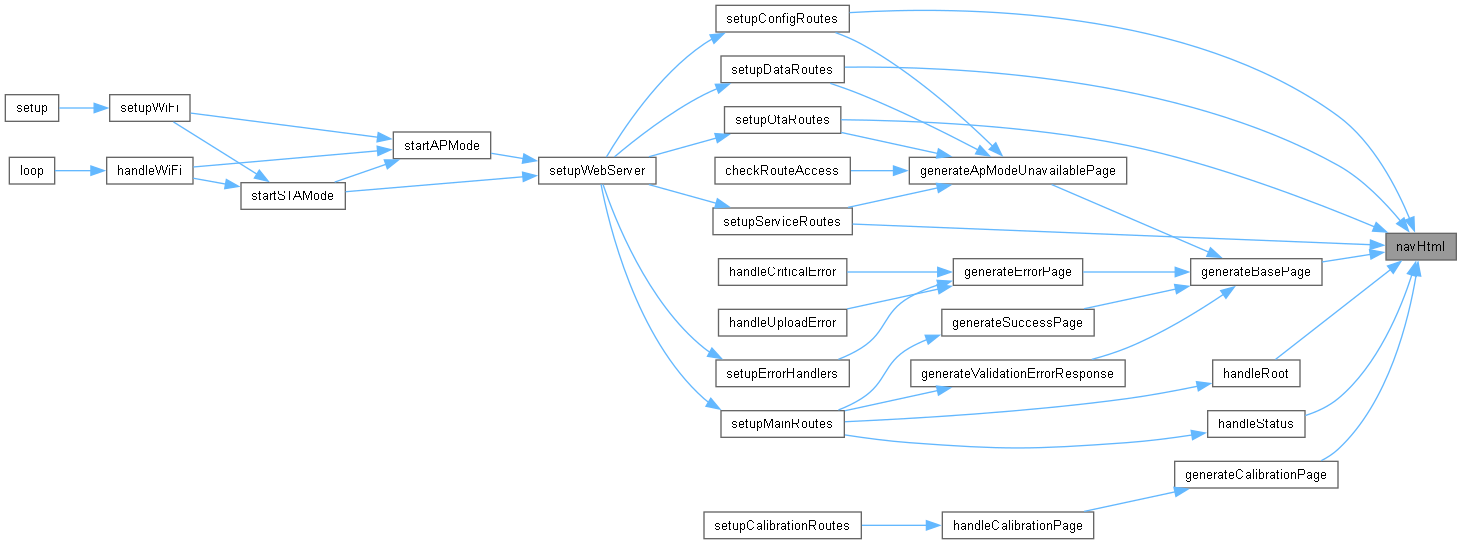 setup
loop
setupWiFi
handleWiFi
startAPMode
startSTAMode
setupWebServer
setupConfigRoutes
setupDataRoutes
setupOtaRoutes
checkRouteAccess
setupServiceRoutes
handleCriticalError
handleUploadError
setupErrorHandlers
setupMainRoutes
setupCalibrationRoutes
generateApModeUnavailablePage
generateErrorPage
generateSuccessPage
generateValidationErrorResponse
handleCalibrationPage
generateBasePage
handleRoot
handleStatus
generateCalibrationPage
navHtml